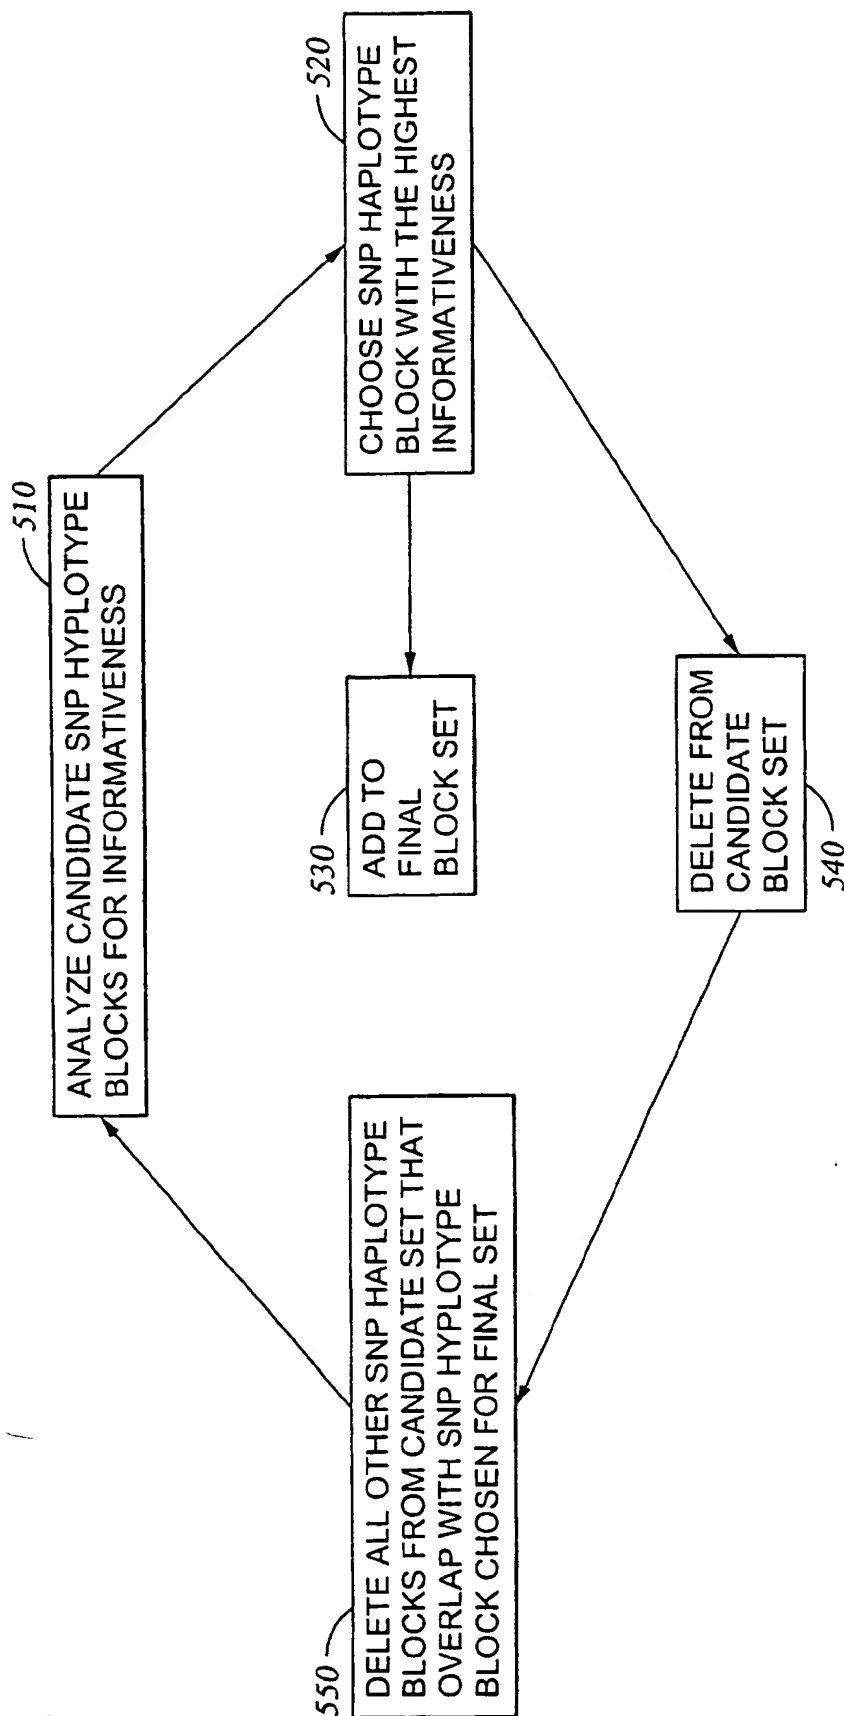 510
ANALYZE CANDIDATE SNP HYPLOTYPE
BLOCKS FOR INFORMATIVENESS
520
CHOOSE SNP HAPLOTYPE
BLOCK WITH THE HIGHEST
INFORMATIVENESS
530
ADD TO
FINAL
BLOCK SET
540
DELETE FROM
CANDIDATE
BLOCK SET
550
DELETE ALL OTHER SNP HAPLOTYPE
BLOCKS FROM CANDIDATE SET THAT
OVERLAP WITH SNP HYPLOTYPE
BLOCK CHOSEN FOR FINAL SET